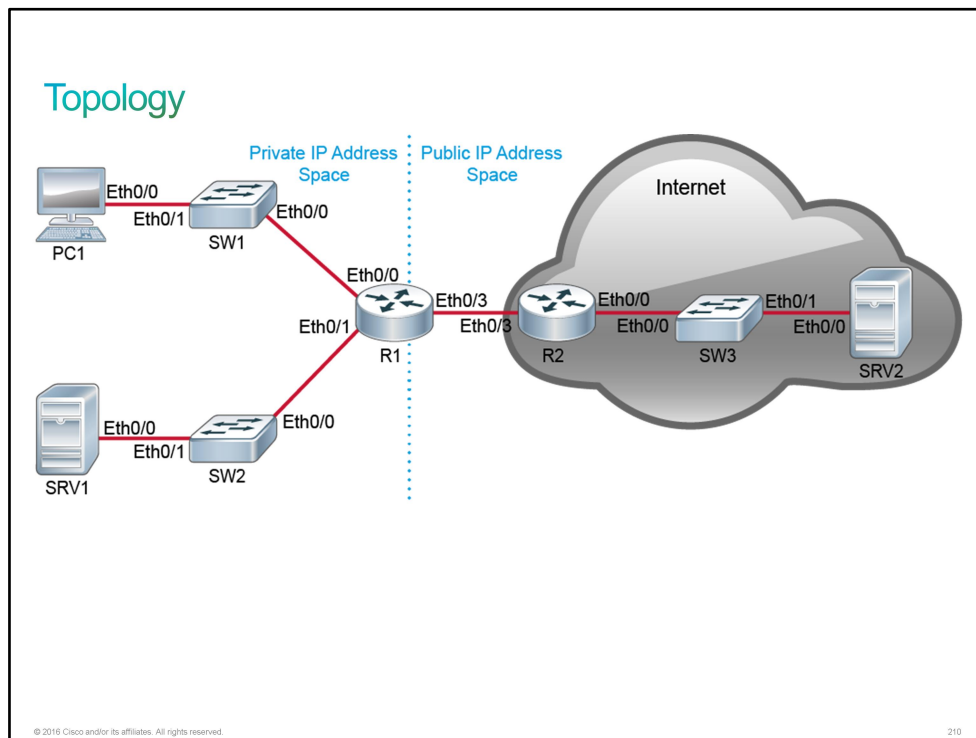 Topology
Private IP Address
Space
Public IP Address
Space
Internet
Eth0/0
Eth0/1
PC1
Eth0/0
SW1
Eth0/0
Eth0/1
R1
Eth0/3
Eth0/3
R2
Eth0/0
Eth0/0
SW3
Eth0/1
Eth0/0
SRV2
Eth0/0
Eth0/1
SRV1
Eth0/0
SW2
© 2016 Cisco and/or its affiliates. All rights reserved.
210